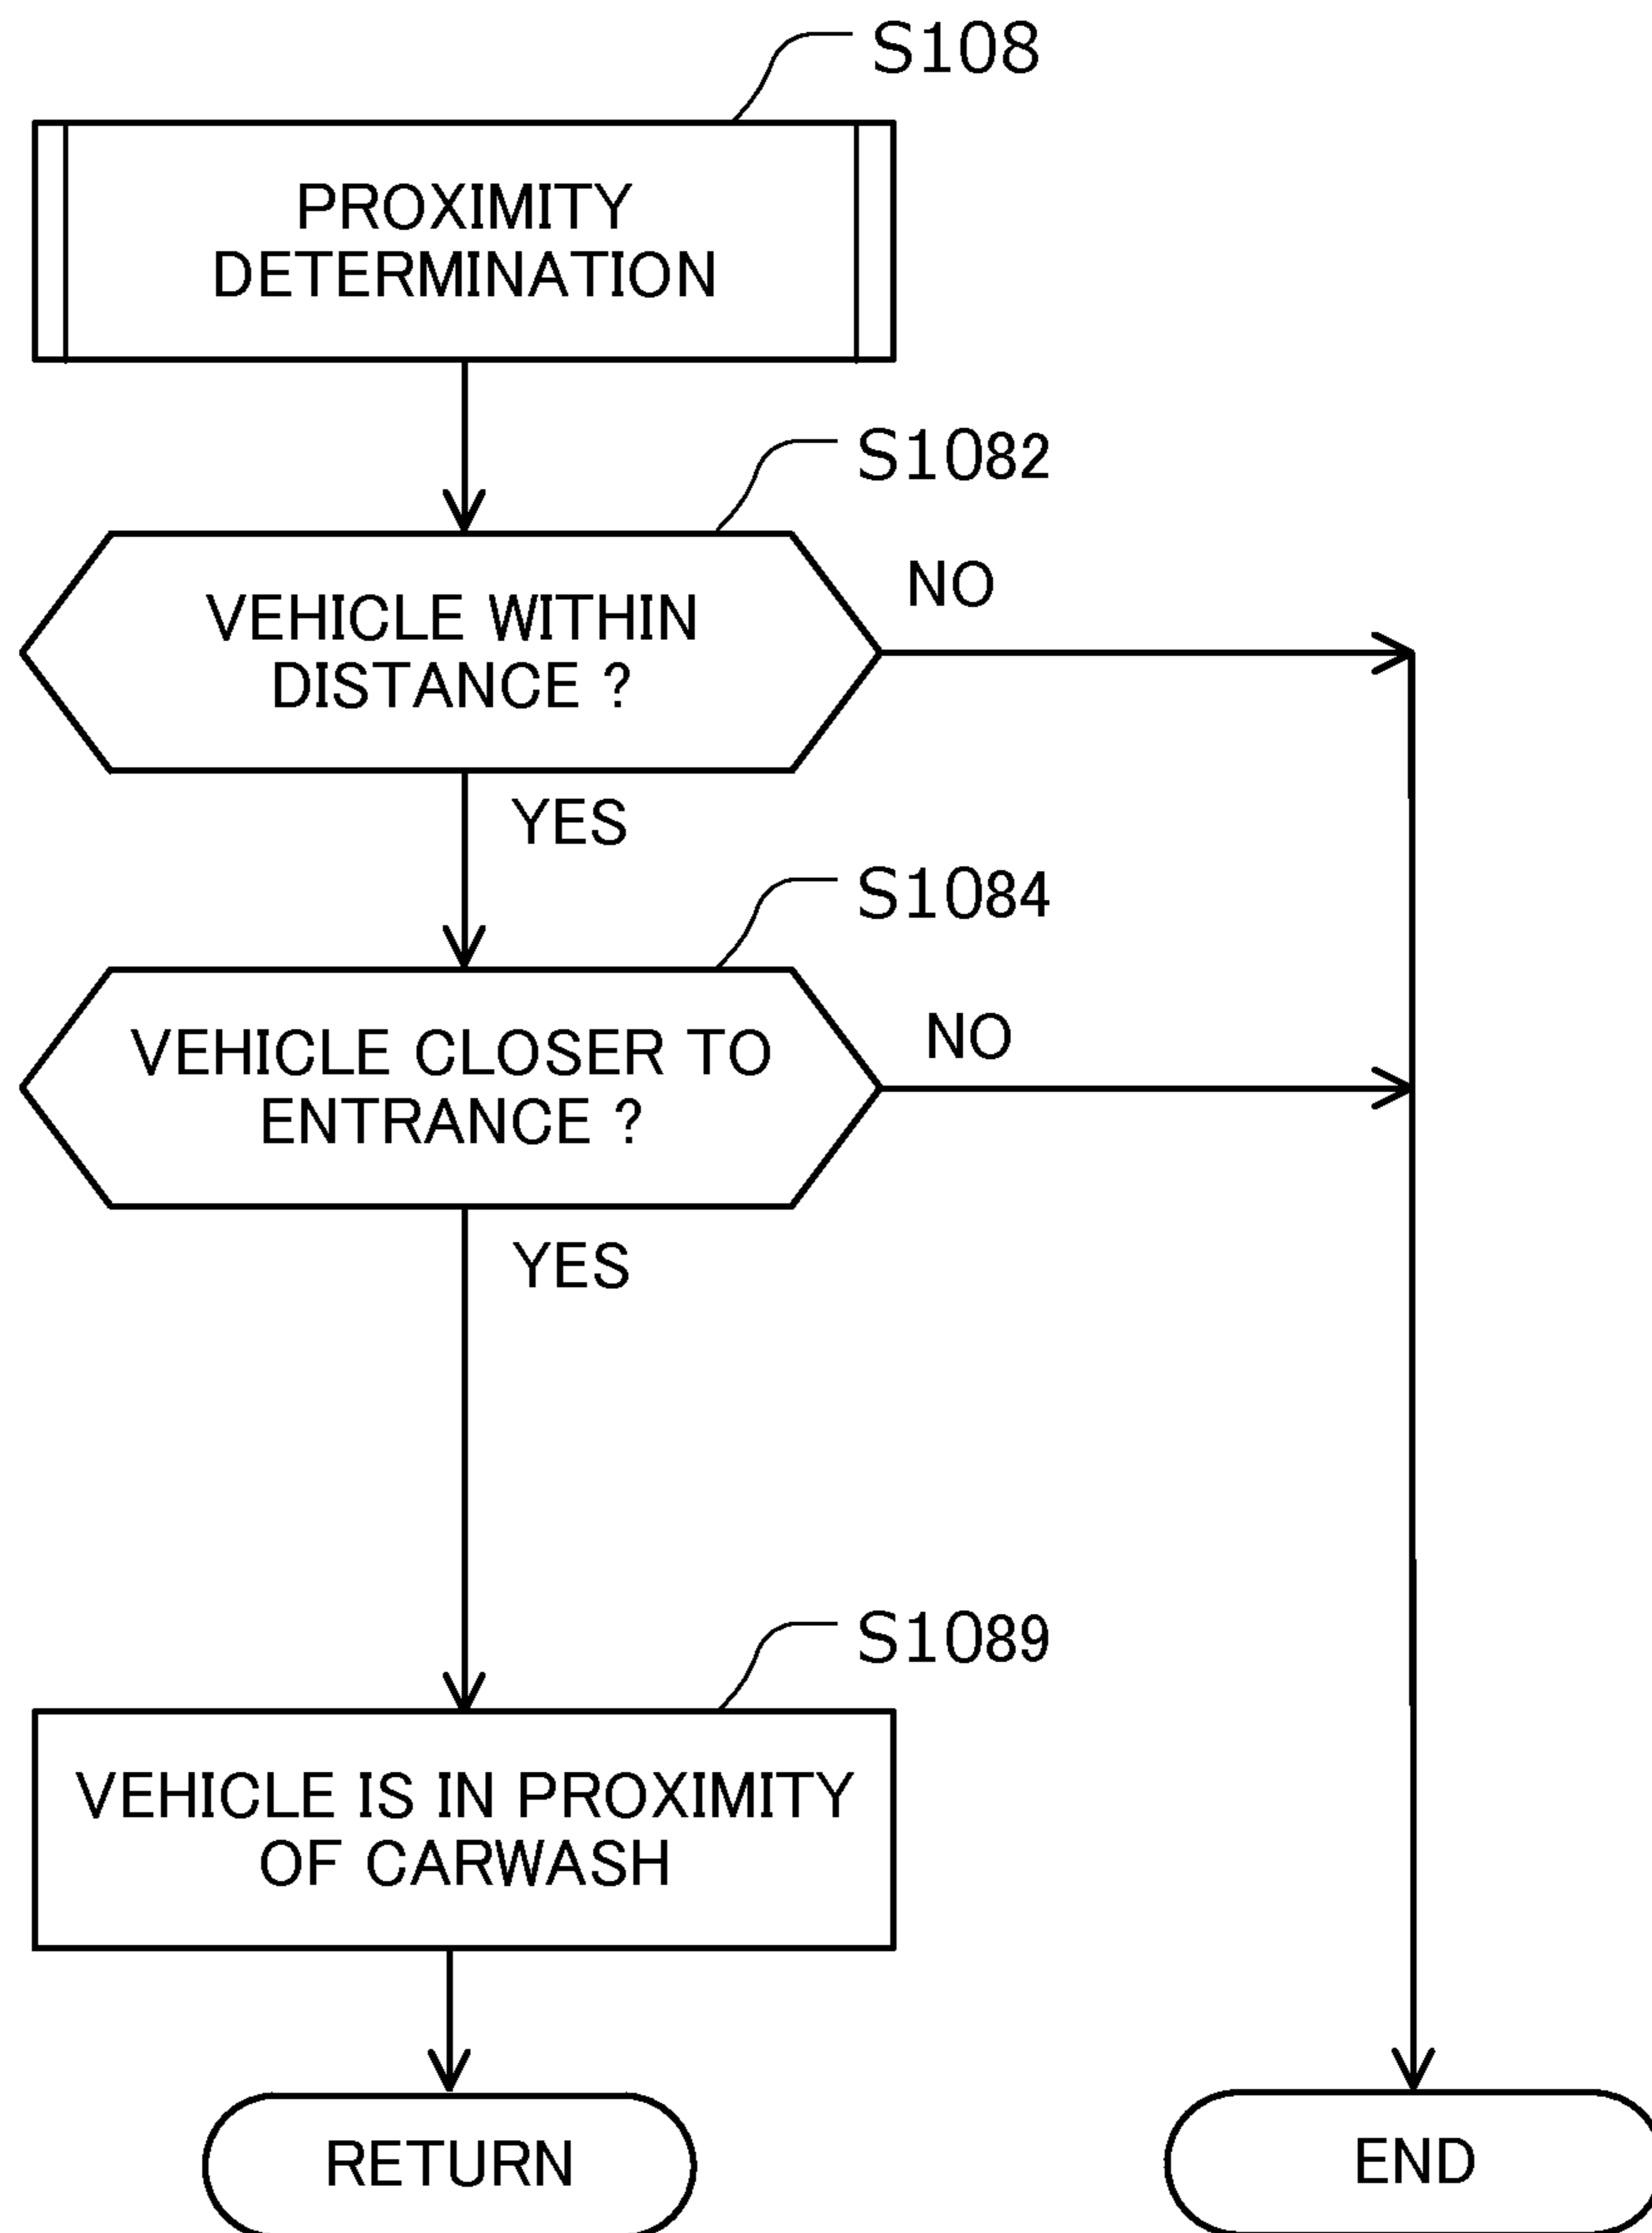 S108
PROXIMITY
DETERMINATION
S1082
VEHICLE WITHIN
DISTANCE ?
NO
YES
S1084
VEHICLE CLOSER TO
ENTRANCE ?
NO
YES
S1089
VEHICLE IS IN PROXIMITY
OF CARWASH
RETURN
END